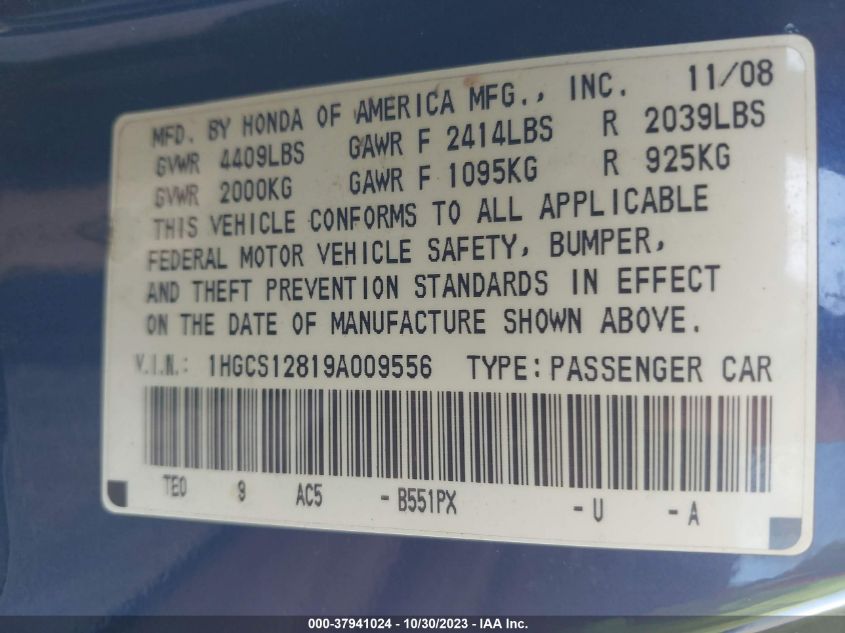 MFD. BY HONDA OF AMERICA MFG., INC. 11/08
GVWR 4409LBS GAWR F 2414LBS R 2039LBS
GVWR 2000KG GAWR F 1095KG R 925KG
THIS VEHICLE CONFORMS TO ALL APPLICABLE
FEDERAL MOTOR VEHICLE SAFETY, BUMPER,
AND THEFT PREVENTION STANDARDS IN EFFECT
ON THE DATE OF MANUFACTURE SHOWN ABOVE.
V.I.N.: 1HGCS12819A009556 TYPE: PASSENGER CAR
TE0 9 AC5 - B551PX - U - A
000-37941024 - 10/30/2023 - IAA Inc.